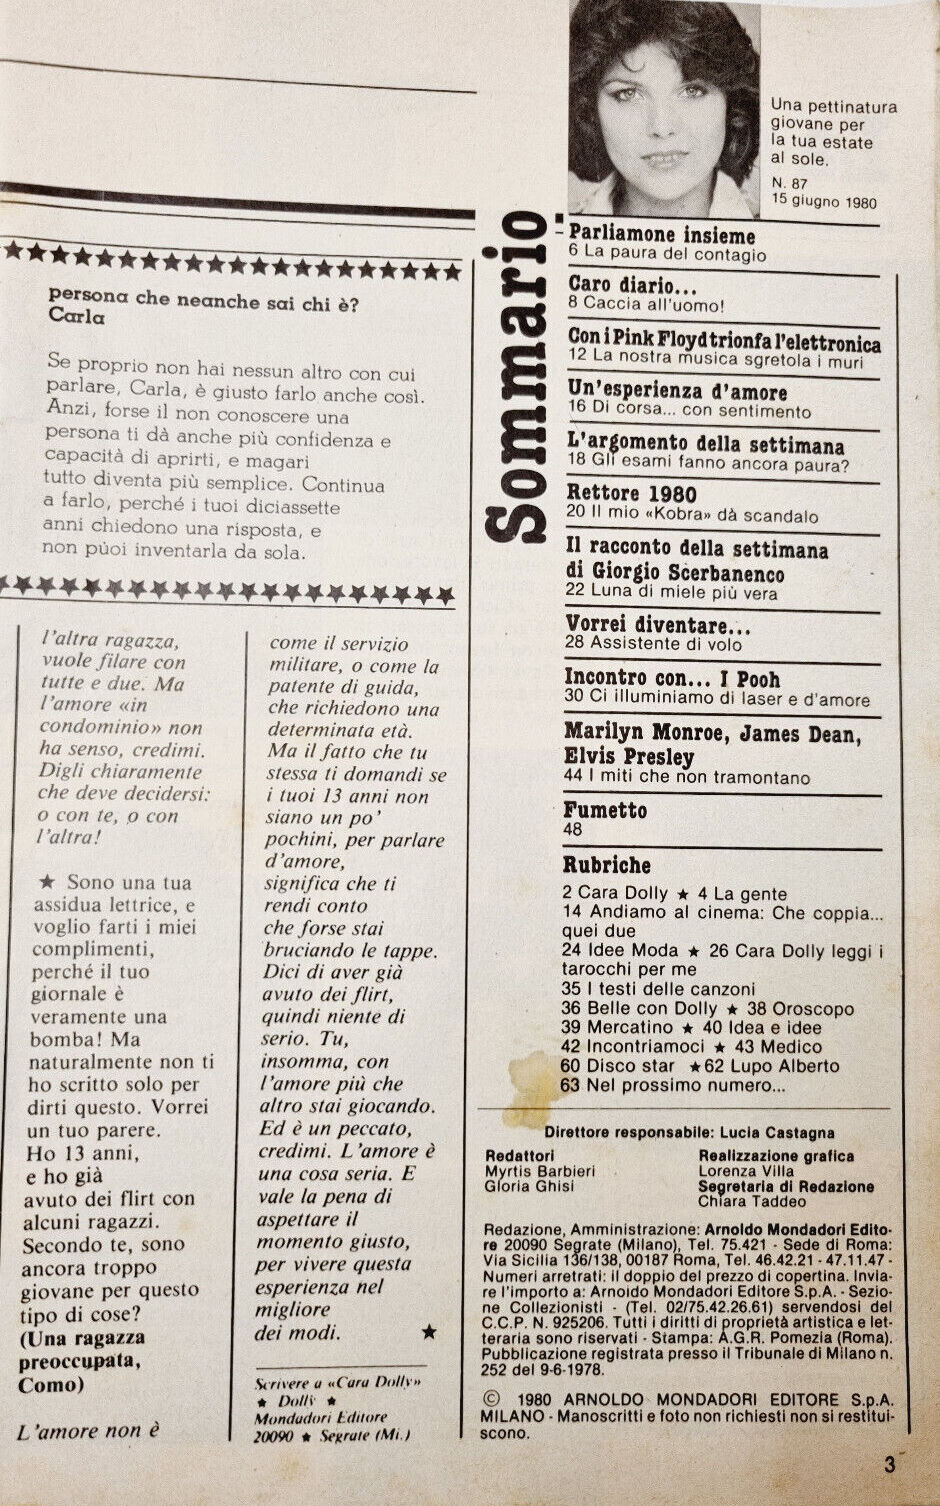 persona che neanche sai chi è?
Carla
Se proprio non hai nessun altro con cui
parlare, Carla, è giusto farlo anche così.
Anzi, forse il non conoscere una
persona ti dà anche più confidenza e
capacità di aprirti, e magari
tutto diventa più semplice. Continua
a farlo, perché i tuoi diciassette
anni chiedono una risposta, e
non pùoi inventarla da sola.
l'altra ragazza,
vuole filare con
tutte e due. Ma
l'amore «in
condominio» non
ha senso, credimi.
Digli chiaramente
che deve decidersi:
o con te, o con
l'altra!
★ Sono una tua
assidua lettrice, e
voglio farti i miei
complimenti,
perché il tuo
giornale è
veramente una
bomba! Ma
naturalmente non ti
ho scritto solo per
dirti questo. Vorrei
un tuo parere.
Ho 13 anni,
e ho già
avuto dei flirt con
alcuni ragazzi.
Secondo te, sono
ancora troppo
giovane per questo
tipo di cose?
(Una ragazza
preoccupata,
Como)
L'amore non è
come il servizio
militare, o come la
patente di guida,
che richiedono una
determinata età.
Ma il fatto che tu
stessa ti domandi se
i tuoi 13 anni non
siano un po'
pochini, per parlare
d'amore,
significa che ti
rendi conto
che forse stai
bruciando le tappe.
Dici di aver già
avuto dei flirt,
quindi niente di
serio. Tu,
insomma, con
l'amore più che
altro stai giocando.
Ed è un peccato,
credimi. L'amore è
una cosa seria. E
vale la pena di
aspettare il
momento giusto,
per vivere questa
esperienza nel
migliore
dei modi. ★
Scrivere a «Cara Dolly»
★ Dolly ★
Mondadori Editore
20090 ★ Segrate (Mi.)
Una pettinatura
giovane per
la tua estate
al sole.
N. 87
15 giugno 1980
Sommario
Parliamone insieme
6 La paura del contagio
Caro diario...
8 Caccia all'uomo!
Con i Pink Floyd trionfa l'elettronica
12 La nostra musica sgretola i muri
Un'esperienza d'amore
16 Di corsa... con sentimento
L'argomento della settimana
18 Gli esami fanno ancora paura?
Rettore 1980
20 Il mio «Kobra» dà scandalo
Il racconto della settimana
di Giorgio Scerbanenco
22 Luna di miele più vera
Vorrei diventare...
28 Assistente di volo
Incontro con... I Pooh
30 Ci illuminiamo di laser e d'amore
Marilyn Monroe, James Dean,
Elvis Presley
44 I miti che non tramontano
Fumetto
48
Rubriche
2 Cara Dolly ★ 4 La gente
14 Andiamo al cinema: Che coppia...
quei due
24 Idee Moda ★ 26 Cara Dolly leggi i
tarocchi per me
35 I testi delle canzoni
36 Belle con Dolly ★ 38 Oroscopo
39 Mercatino ★ 40 Idea e idee
42 Incontriamoci ★ 43 Medico
60 Disco star ★ 62 Lupo Alberto
63 Nel prossimo numero...
Direttore responsabile: Lucia Castagna
Redattori
Myrtis Barbieri
Gloria Ghisi
Realizzazione grafica
Lorenza Villa
Segretaria di Redazione
Chiara Taddeo
Redazione, Amministrazione: Arnoldo Mondadori Edito-
re 20090 Segrate (Milano), Tel. 75.421 - Sede di Roma:
Via Sicilia 136/138, 00187 Roma, Tel. 46.42.21 - 47.11.47 -
Numeri arretrati: il doppio del prezzo di copertina. Invia-
re l'importo a: Arnoldo Mondadori Editore S.p.A. - Sezio-
ne Collezionisti - (Tel. 02/75.42.26.61) servendosi del
C.C.P. N. 925206. Tutti i diritti di proprietà artistica e let-
teraria sono riservati - Stampa: A.G.R. Pomezia (Roma).
Pubblicazione registrata presso il Tribunale di Milano n.
252 del 9-6-1978.
© 1980 ARNOLDO MONDADORI EDITORE S.p.A.
MILANO - Manoscritti e foto non richiesti non si restitui-
scono.
3